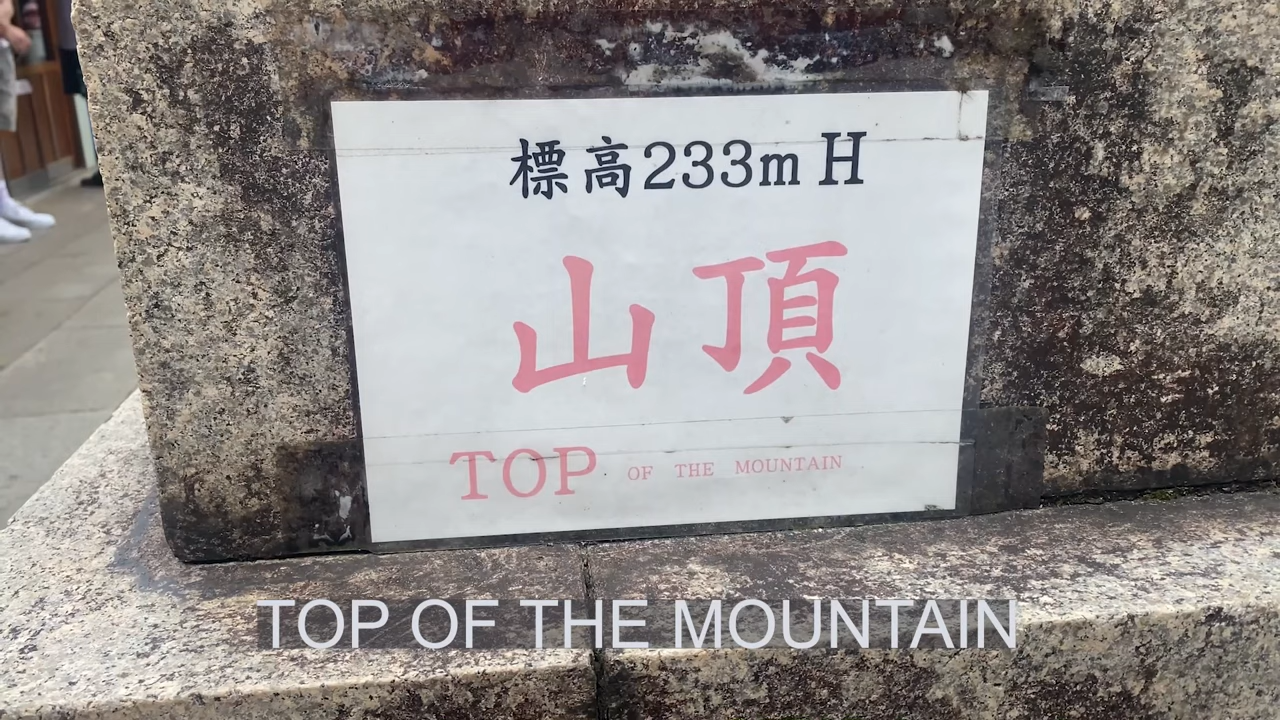 標高233m H
山頂
TOP OF THE MOUNTAIN
TOP OF THE MOUNTAIN